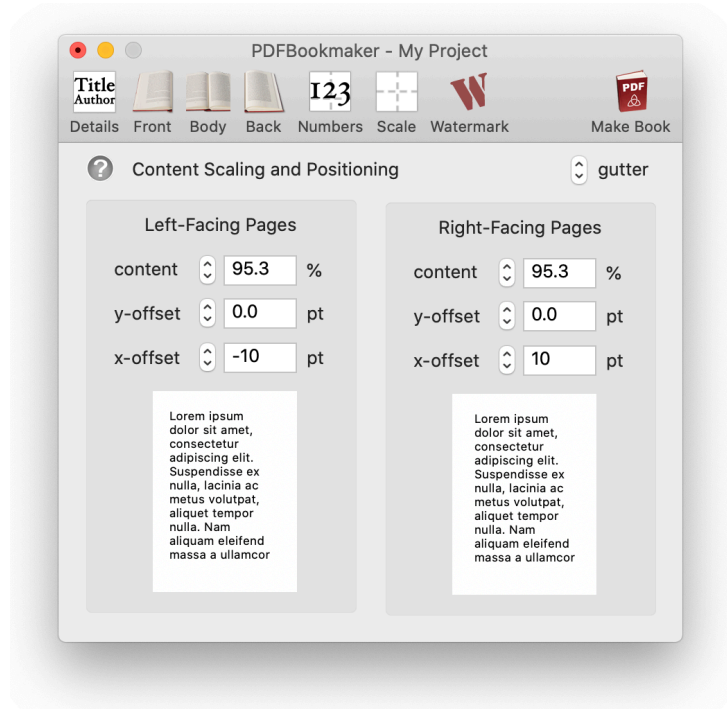 PDFBookmaker - My Project
Title
Author
123
PDF
Details Front Body Back Numbers Scale Watermark Make Book
? Content Scaling and Positioning gutter
Left-Facing Pages
content 95.3 %
y-offset 0.0 pt
x-offset -10 pt
Lorem ipsum
dolor sit amet,
consectetur
adipiscing elit.
Suspendisse ex
nulla, lacinia ac
metus volutpat,
aliquet tempor
nulla. Nam
aliquam eleifend
massa a ullamcor
Right-Facing Pages
content 95.3 %
y-offset 0.0 pt
x-offset 10 pt
Lorem ipsum
dolor sit amet,
consectetur
adipiscing elit.
Suspendisse ex
nulla, lacinia ac
metus volutpat,
aliquet tempor
nulla. Nam
aliquam eleifend
massa a ullamcor